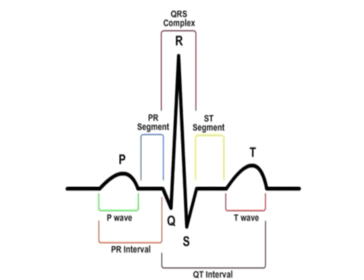 QRS
Complex
R
PR
Segment
ST
Segment
P
T
P wave
Q
T wave
S
PR Interval
QT Interval